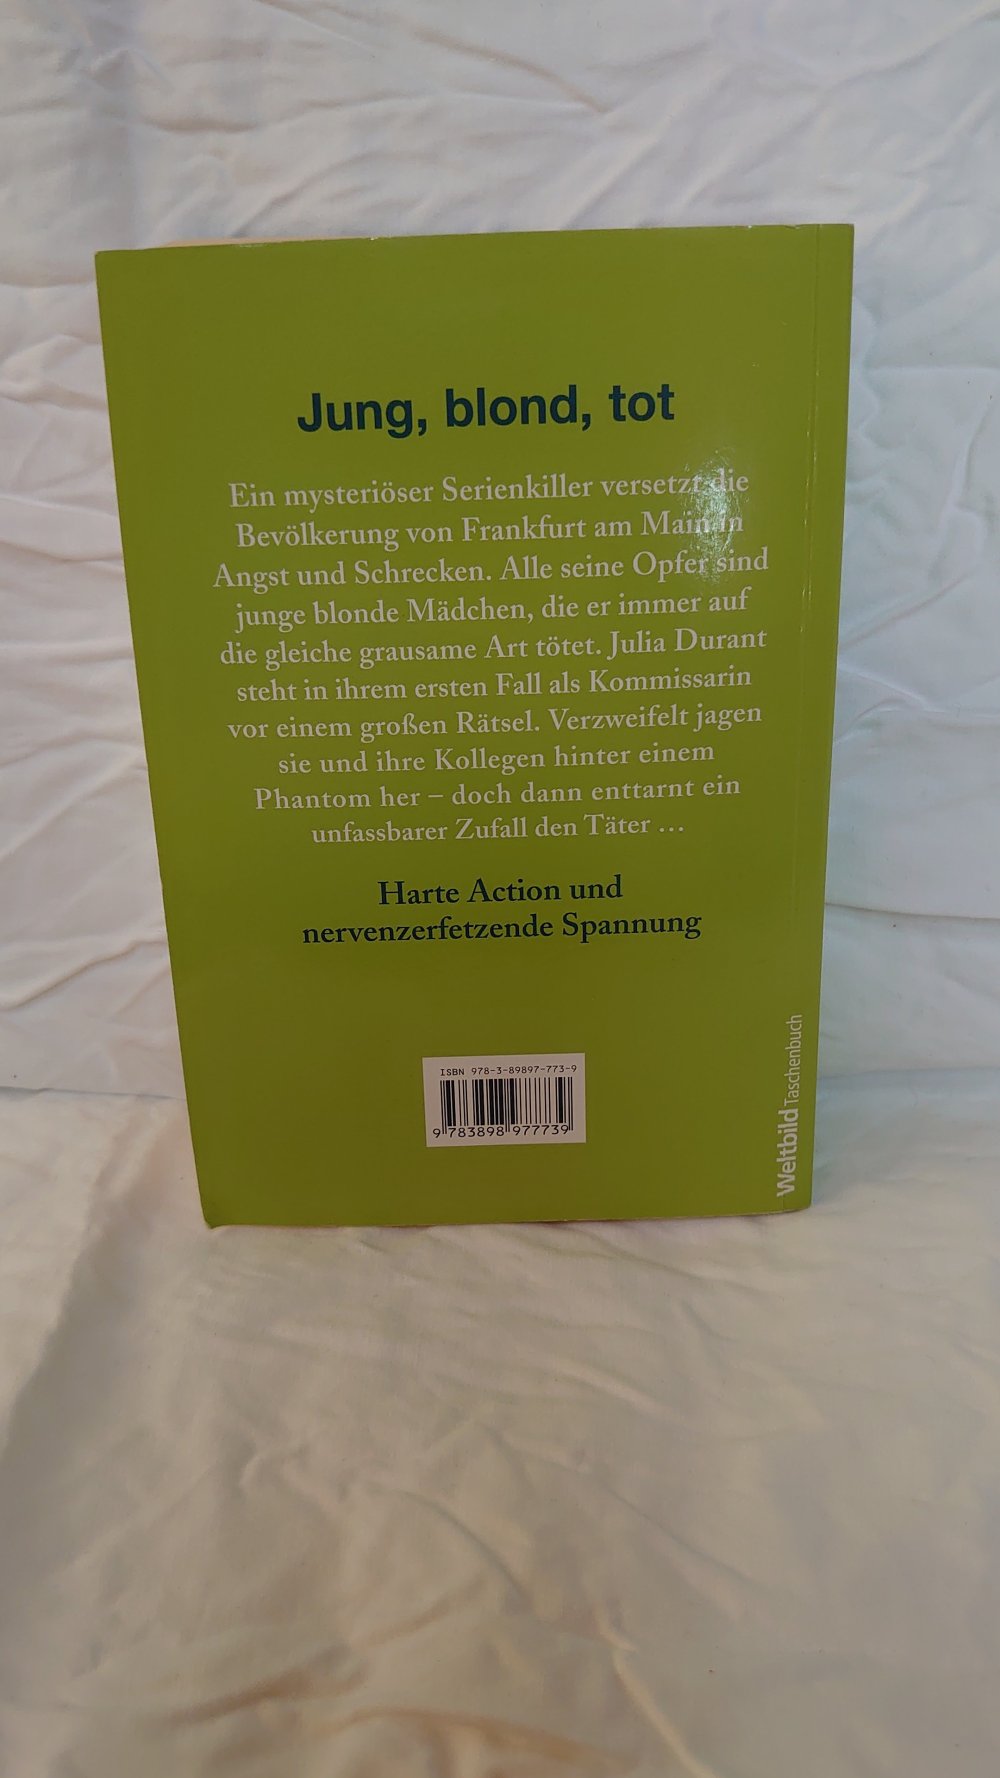 Jung, blond, tot
Ein mysteriöser Serienkiller versetzt die
Bevölkerung von Frankfurt am Main in
Angst und Schrecken. Alle seine Opfer sind
junge blonde Mädchen, die er immer auf
die gleiche grausame Art tötet. Julia Durant
steht in ihrem ersten Fall als Kommissarin
vor einem großen Rätsel. Verzweifelt jagen
sie und ihre Kollegen hinter einem
Phantom her – doch dann enttarnt ein
unfassbarer Zufall den Täter …
Harte Action und
nervenzerfetzende Spannung
ISBN 978-3-89897-773-9
9 783898 977739
Weltbild Taschenbuch